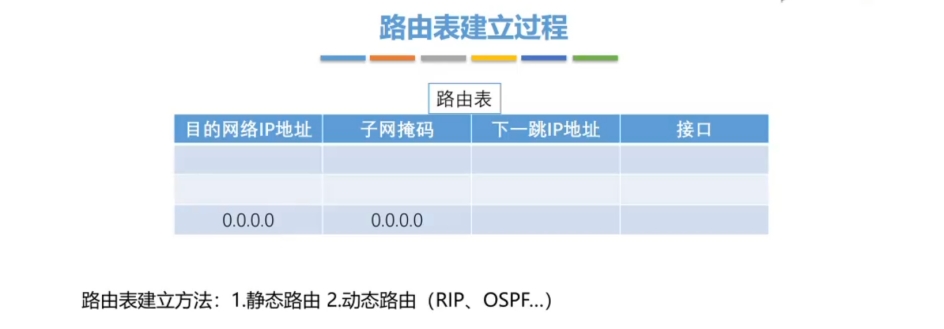 路由表建立过程
路由表
目的网络IP地址 子网掩码 下一跳IP地址 接口
0.0.0.0 0.0.0.0
路由表建立方法：1.静态路由 2.动态路由（RIP、OSPF...）